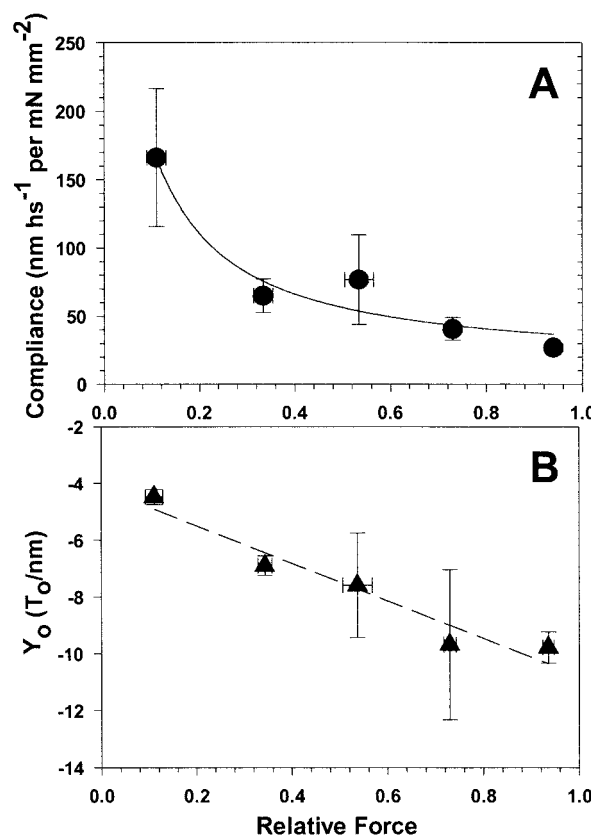 250
A
200
150
100
50
0
Compliance (nm hs⁻¹ per mN mm⁻²)
0.0 0.2 0.4 0.6 0.8 1.0
-2
B
-4
-6
-8
-10
-12
-14
Yo (To/nm)
0.0 0.2 0.4 0.6 0.8 1.0
Relative Force